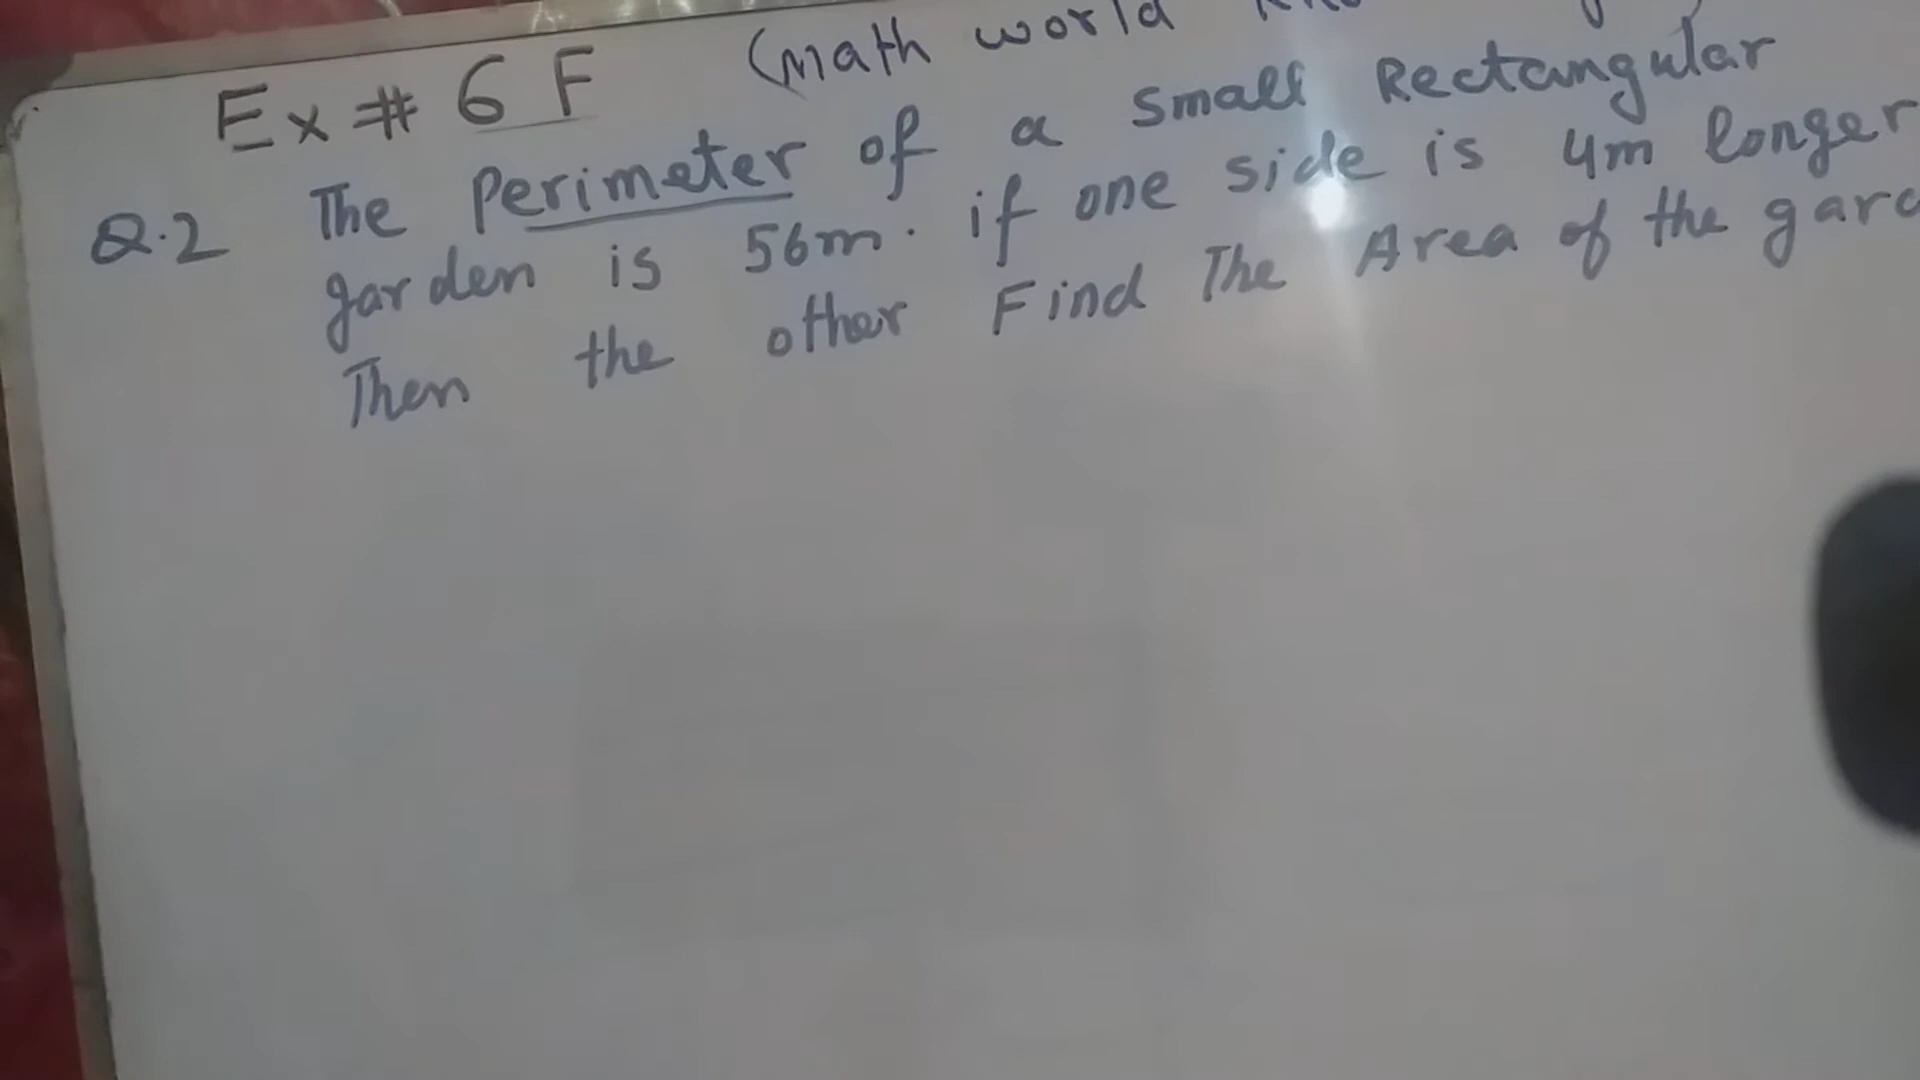 Ex # 6 F (math world
Q.2 The Perimeter of a small Rectangular
garden is 56m. if one side is 4m longer
Then the other Find The Area of the